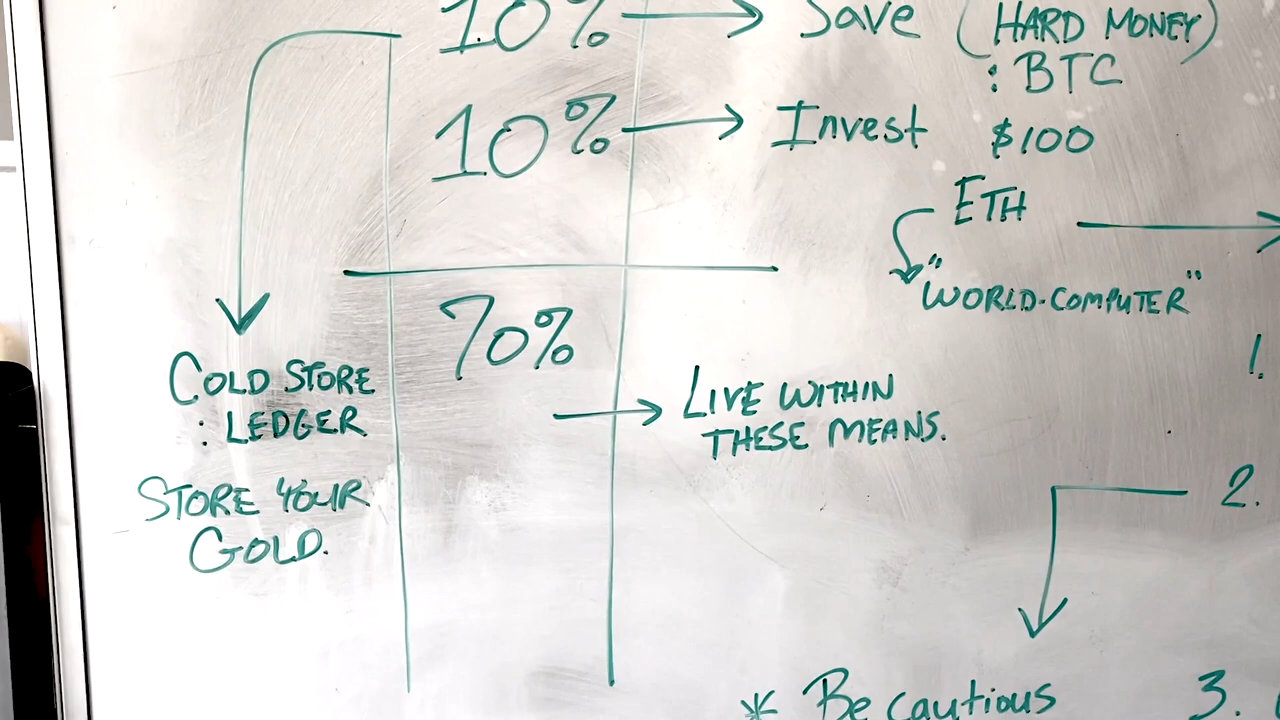 10% → Save (HARD MONEY)
: BTC
10% → Invest $100
ETH →
"WORLD-COMPUTER"
70%
→ LIVE WITHIN
THESE MEANS.
COLD STORE
: LEDGER
STORE YOUR
GOLD.
1.
2.
* Be cautious
3.